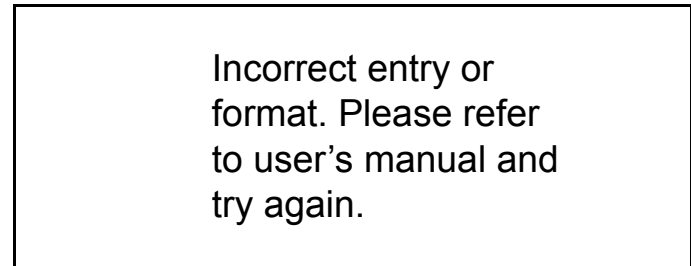 Incorrect entry or
format. Please refer
to user’s manual and
try again.